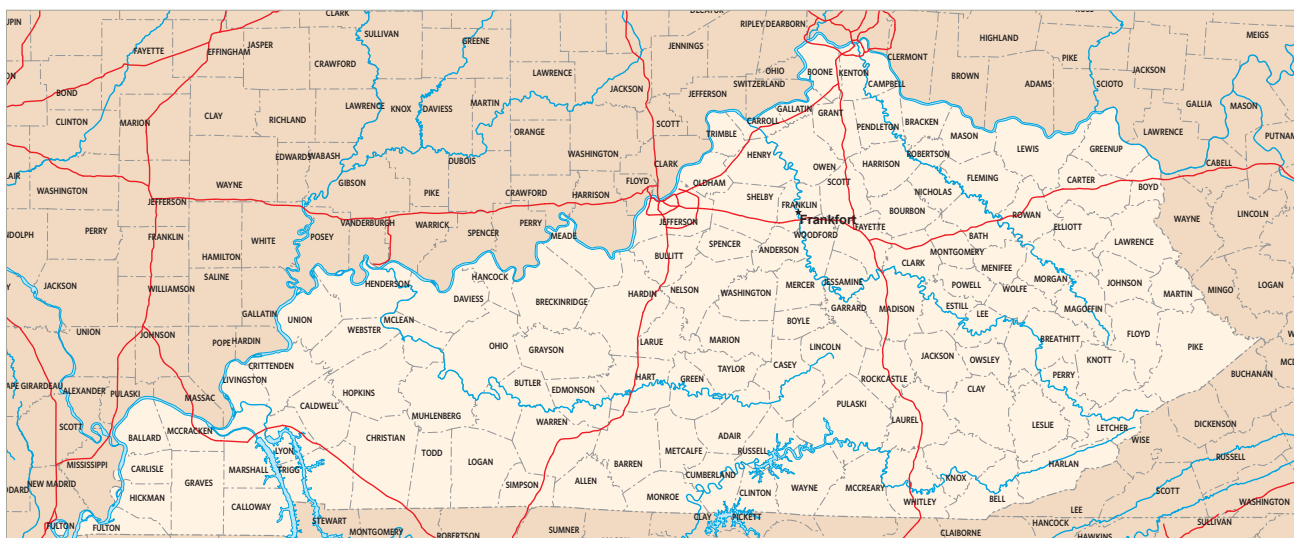 CLARK
RIPLEY
DEARBORN
SULLIVAN
GREENE
HIGHLAND
MEIGS
FAYETTE
EFFINGHAM
JASPER
CRAWFORD
JENNINGS
CLERMONT
PIKE
LAWRENCE
OHIO
BOONE
KENTON
BROWN
ADAMS
SCIOTO
JACKSON
BOND
JACKSON
JEFFERSON
SWITZERLAND
CAMPBELL
GALLIA
MASON
LAWRENCE
KNOX
DAVIESS
MARTIN
GALLATIN
GRANT
CLINTON
MARION
CLAY
RICHLAND
ORANGE
SCOTT
TRIMBLE
CARROLL
PENDLETON
BRACKEN
MASON
LAWRENCE
PUTNAM
EDWARDS
WABASH
DUBOIS
WASHINGTON
CLARK
HENRY
OWEN
HARRISON
ROBERTSON
LEWIS
GREENUP
CABELL
WASHINGTON
WAYNE
GIBSON
PIKE
CRAWFORD
HARRISON
FLOYD
OLDHAM
SCOTT
FLEMING
CARTER
BOYD
JEFFERSON
SHELBY
FRANKLIN
NICHOLAS
BOURBON
ROWAN
WAYNE
LINCOLN
FRANKLIN
WHITE
POSEY
VANDERBURGH
WARRICK
SPENCER
PERRY
MEADE
JEFFERSON
Frankfort
WOODFORD
FAYETTE
BATH
ELLIOTT
LAWRENCE
HAMILTON
SPENCER
ANDERSON
MONTGOMERY
BULLITT
CLARK
MENIFEE
SALINE
JACKSON
WILLIAMSON
HENDERSON
HANCOCK
DAVIESS
BRECKINRIDGE
HARDIN
NELSON
WASHINGTON
MERCER
JESSAMINE
POWELL
WOLFE
MORGAN
JOHNSON
MARTIN
MINGO
LOGAN
GALLATIN
UNION
MCLEAN
GARRARD
MADISON
ESTILL
LEE
MAGOFFIN
UNION
JOHNSON
POPE
HARDIN
WEBSTER
OHIO
GRAYSON
LARUE
MARION
BOYLE
LINCOLN
BREATHITT
FLOYD
PIKE
CRITTENDEN
LIVINGSTON
TAYLOR
CASEY
JACKSON
OWSLEY
KNOTT
BUCHANAN
CAPE GIRARDEAU
ALEXANDER
PULASKI
MASSAC
HOPKINS
CALDWELL
BUTLER
EDMONSON
HART
GREEN
ROCKCASTLE
CLAY
PERRY
SCOTT
BALLARD
MCCRACKEN
MUHLENBERG
WARREN
PULASKI
LAUREL
LESLIE
LETCHER
WISE
DICKENSON
CHRISTIAN
TODD
LOGAN
ADAIR
METCALFE
RUSSELL
RUSSELL
MISSISSIPPI
CARLISLE
GRAVES
MARSHALL
LYON
TRIGG
SIMPSON
ALLEN
BARREN
CUMBERLAND
HARLAN
NEW MADRID
HICKMAN
CALLOWAY
MONROE
CLINTON
WAYNE
MCCREARY
WHITLEY
KNOX
BELL
SCOTT
WASHINGTON
FULTON
FULTON
STEWART
MONTGOMERY
ROBERTSON
SUMNER
CLAY
PICKETT
CLAIBORNE
HANCOCK
LEE
HAWKINS
SULLIVAN